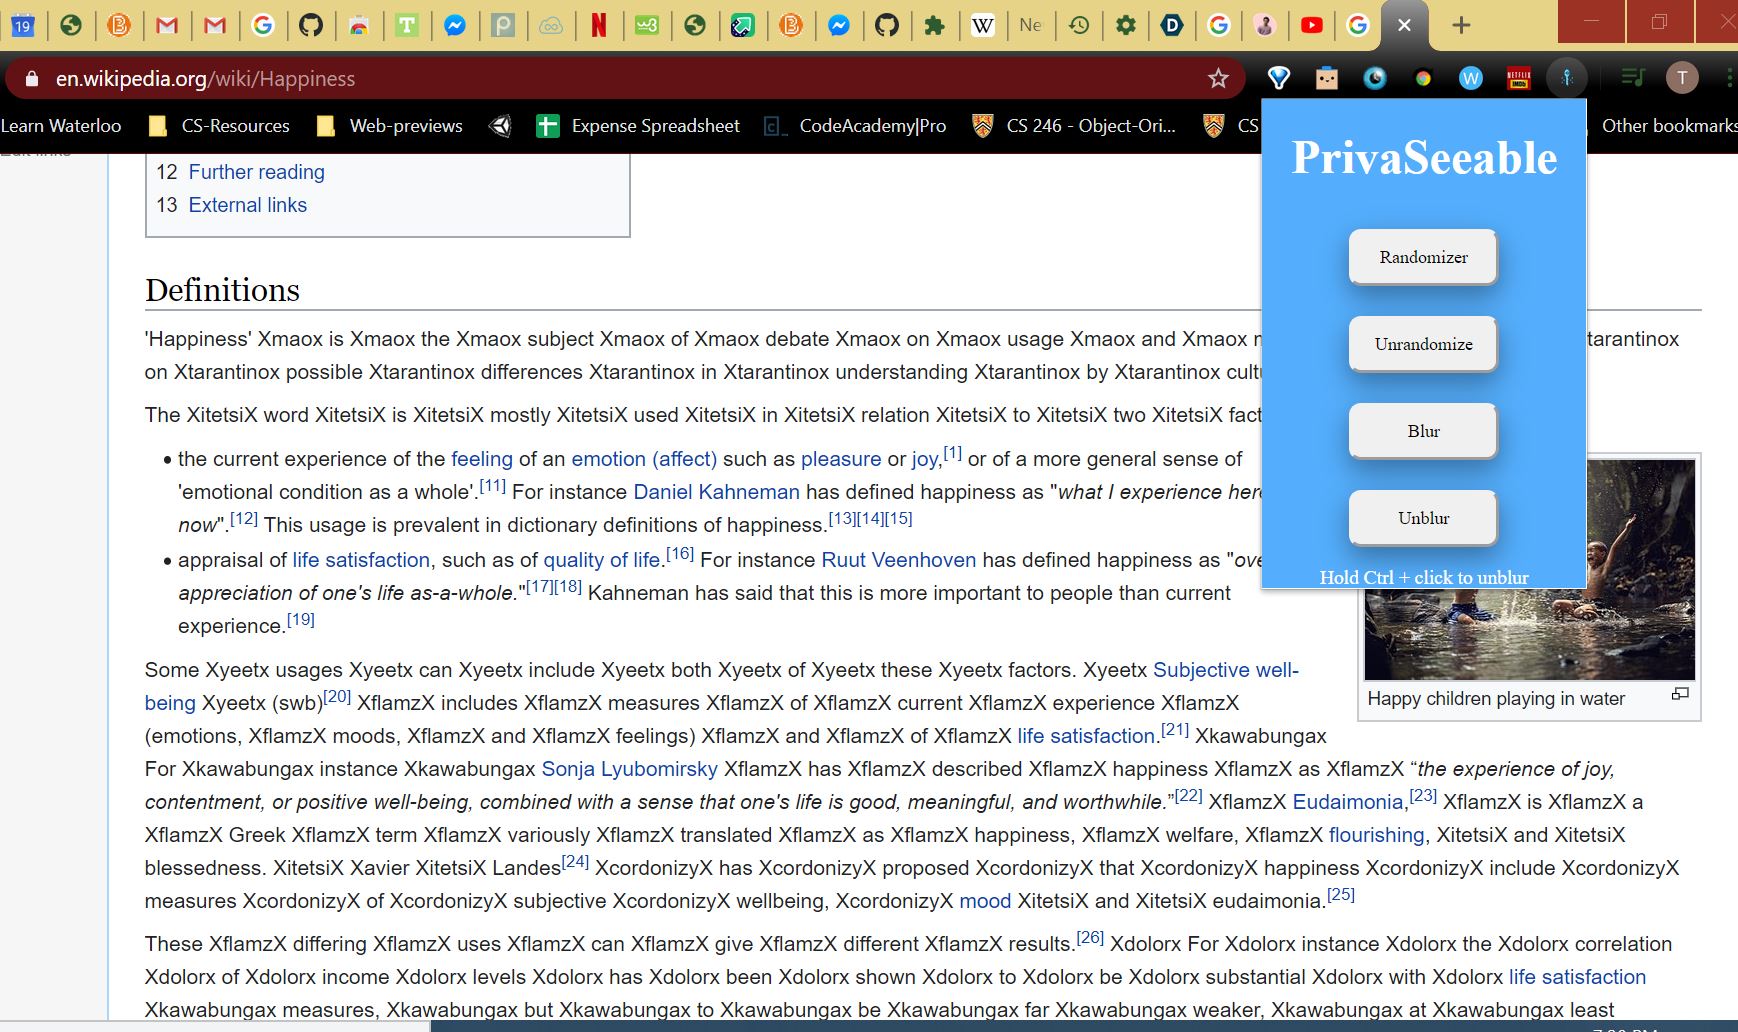 19
Ne
en.wikipedia.org/wiki/Happiness
T
Learn Waterloo CS-Resources Web-previews Expense Spreadsheet CodeAcademy|Pro CS 246 - Object-Ori... CS Other bookmarks
PrivaSeeable
Randomizer
Unrandomize
Blur
Unblur
Hold Ctrl + click to unblur
12 Further reading
13 External links
Definitions
'Happiness' Xmaox is Xmaox the Xmaox subject Xmaox of Xmaox debate Xmaox on Xmaox usage Xmaox and Xmaox m tarantinox
on Xtarantinox possible Xtarantinox differences Xtarantinox in Xtarantinox understanding Xtarantinox by Xtarantinox cultu
The XitetsiX word XitetsiX is XitetsiX mostly XitetsiX used XitetsiX in XitetsiX relation XitetsiX to XitetsiX two XitetsiX fact
• the current experience of the feeling of an emotion (affect) such as pleasure or joy,[1] or of a more general sense of
'emotional condition as a whole'.[11] For instance Daniel Kahneman has defined happiness as "what I experience here
now".[12] This usage is prevalent in dictionary definitions of happiness.[13][14][15]
• appraisal of life satisfaction, such as of quality of life.[16] For instance Ruut Veenhoven has defined happiness as "ove
appreciation of one's life as-a-whole."[17][18] Kahneman has said that this is more important to people than current
experience.[19]
Some Xyeetx usages Xyeetx can Xyeetx include Xyeetx both Xyeetx of Xyeetx these Xyeetx factors. Xyeetx Subjective well-
being Xyeetx (swb)[20] XflamzX includes XflamzX measures XflamzX of XflamzX current XflamzX experience XflamzX
(emotions, XflamzX moods, XflamzX and XflamzX feelings) XflamzX and XflamzX of XflamzX life satisfaction.[21] Xkawabungax
For Xkawabungax instance Xkawabungax Sonja Lyubomirsky XflamzX has XflamzX described XflamzX happiness XflamzX as XflamzX “the experience of joy,
contentment, or positive well-being, combined with a sense that one's life is good, meaningful, and worthwhile.”[22] XflamzX Eudaimonia,[23] XflamzX is XflamzX a
XflamzX Greek XflamzX term XflamzX variously XflamzX translated XflamzX as XflamzX happiness, XflamzX welfare, XflamzX flourishing, XitetsiX and XitetsiX
blessedness. XitetsiX Xavier XitetsiX Landes[24] XcordonizyX has XcordonizyX proposed XcordonizyX that XcordonizyX happiness XcordonizyX include XcordonizyX
measures XcordonizyX of XcordonizyX subjective XcordonizyX wellbeing, XcordonizyX mood XitetsiX and XitetsiX eudaimonia.[25]
Happy children playing in water
These XflamzX differing XflamzX uses XflamzX can XflamzX give XflamzX different XflamzX results.[26] Xdolorx For Xdolorx instance Xdolorx the Xdolorx correlation
Xdolorx of Xdolorx income Xdolorx levels Xdolorx has Xdolorx been Xdolorx shown Xdolorx to Xdolorx be Xdolorx substantial Xdolorx with Xdolorx life satisfaction
Xkawabungax measures, Xkawabungax but Xkawabungax to Xkawabungax be Xkawabungax far Xkawabungax weaker, Xkawabungax at Xkawabungax least